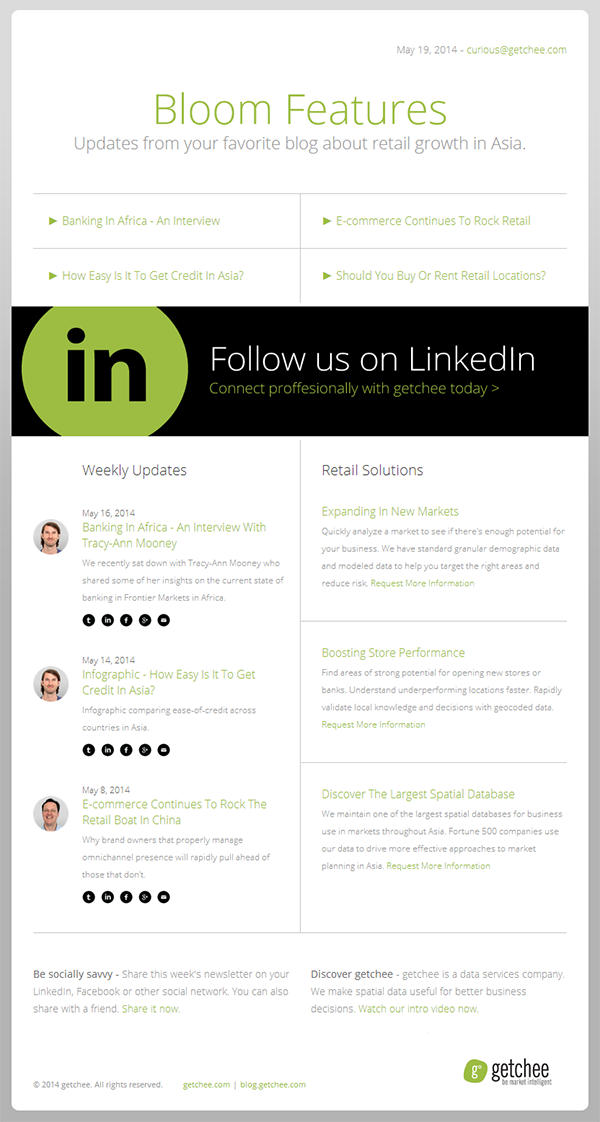 May 19, 2014 - curious@getchee.com
Bloom Features
Updates from your favorite blog about retail growth in Asia.
► Banking In Africa - An Interview
► E-commerce Continues To Rock Retail
► How Easy Is It To Get Credit In Asia?
► Should You Buy Or Rent Retail Locations?
in
Follow us on LinkedIn
Connect proffesionally with getchee today >
Weekly Updates
May 16, 2014
Banking In Africa - An Interview With
Tracy-Ann Mooney
We recently sat down with Tracy-Ann Mooney who
shared some of her insights on the current state of
banking in Frontier Markets in Africa.
t in f g+
May 14, 2014
Infographic - How Easy Is It To Get
Credit In Asia?
Infographic comparing ease-of-credit across
countries in Asia.
t in f g+
May 8, 2014
E-commerce Continues To Rock The
Retail Boat In China
Why brand owners that properly manage
omnichannel presence will rapidly pull ahead of
those that don't.
t in f g+
Retail Solutions
Expanding In New Markets
Quickly analyze a market to see if there's enough potential for
your business. We have standard granular demographic data
and modeled data to help you target the right areas and
reduce risk. Request More Information
Boosting Store Performance
Find areas of strong potential for opening new stores or
banks. Understand underperforming locations faster. Rapidly
validate local knowledge and decisions with geocoded data.
Request More Information
Discover The Largest Spatial Database
We maintain one of the largest spatial databases for business
use in markets throughout Asia. Fortune 500 companies use
our data to drive more effective approaches to market
planning in Asia. Request More Information
Be socially savvy - Share this week's newsletter on your
LinkedIn, Facebook or other social network. You can also
share with a friend. Share it now.
Discover getchee - getchee is a data services company.
We make spatial data useful for better business
decisions. Watch our intro video now.
© 2014 getchee. All rights reserved. getchee.com | blog.getchee.com
g getchee
be market intelligent